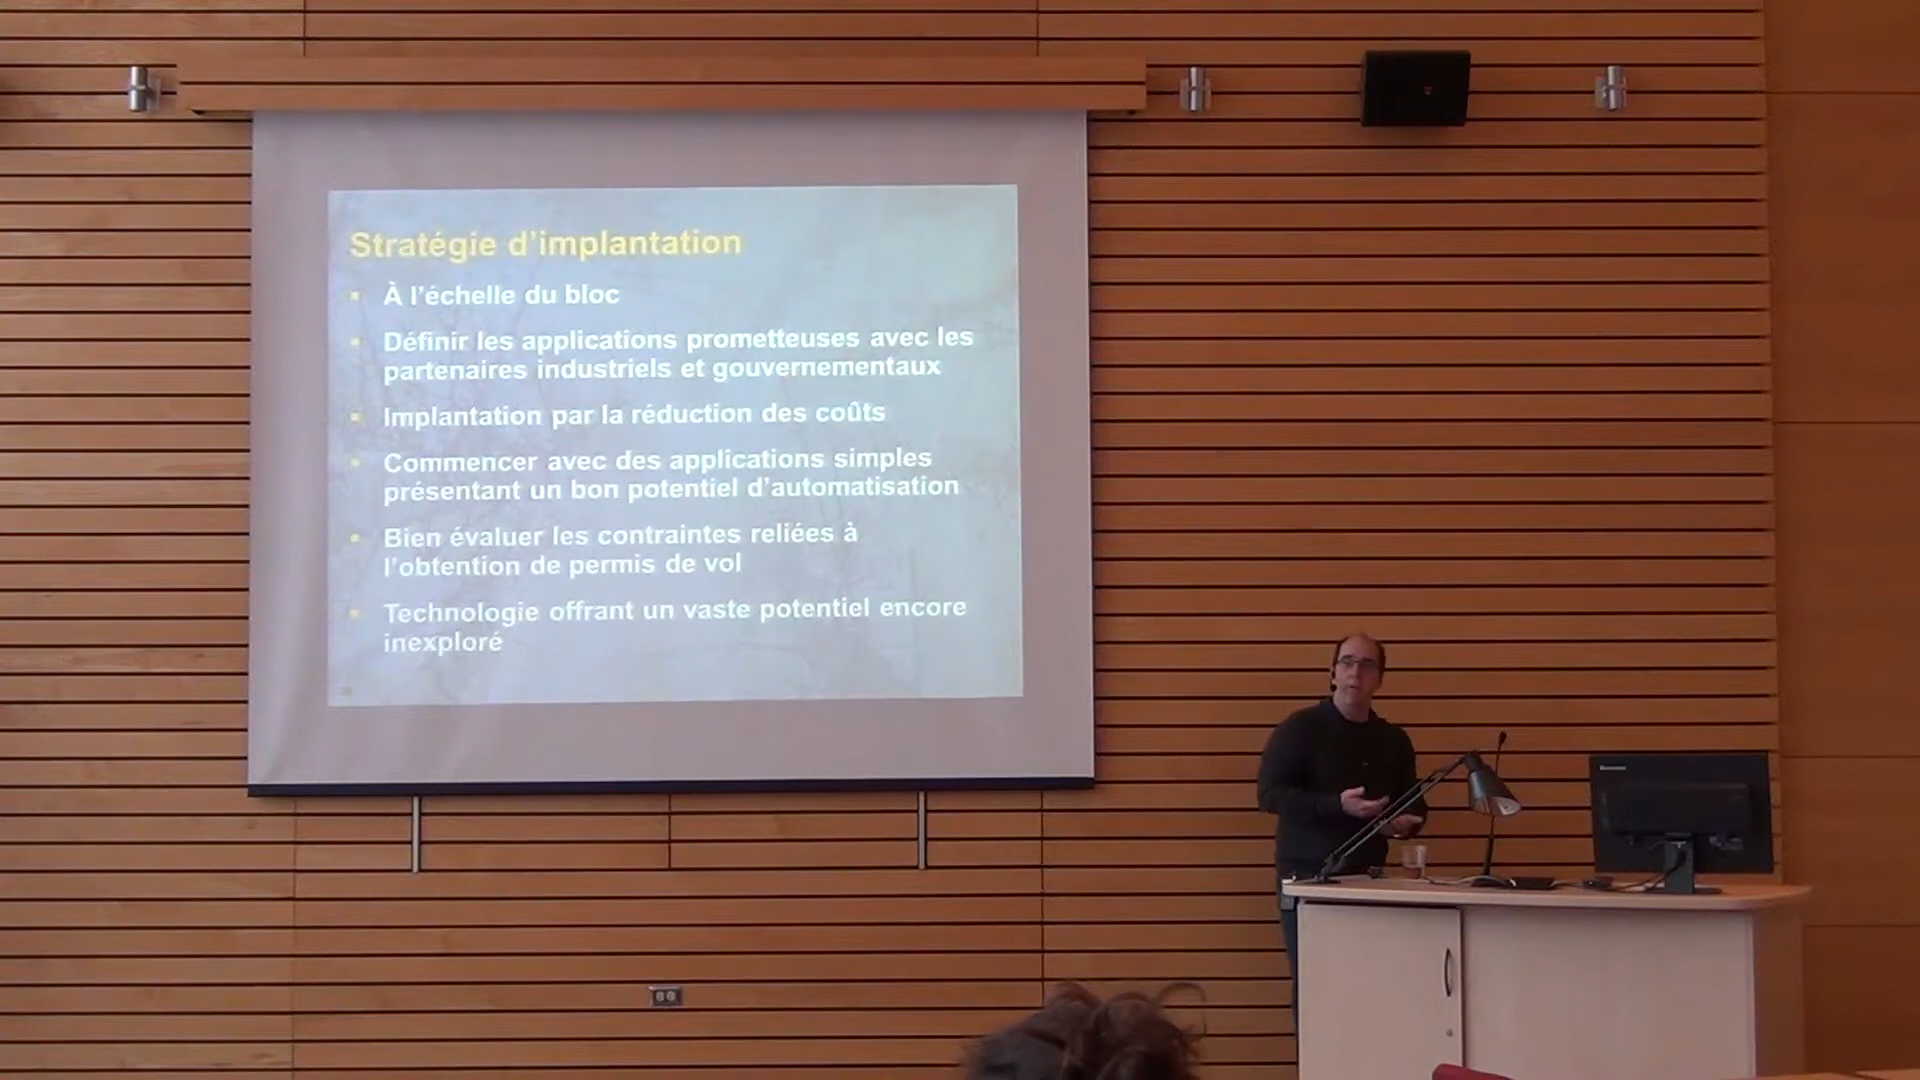 Stratégie d'implantation
▪ À l'échelle du bloc
▪ Définir les applications prometteuses avec les
partenaires industriels et gouvernementaux
▪ Implantation par la réduction des coûts
▪ Commencer avec des applications simples
présentant un bon potentiel d'automatisation
▪ Bien évaluer les contraintes reliées à
l'obtention de permis de vol
▪ Technologie offrant un vaste potentiel encore
inexploré